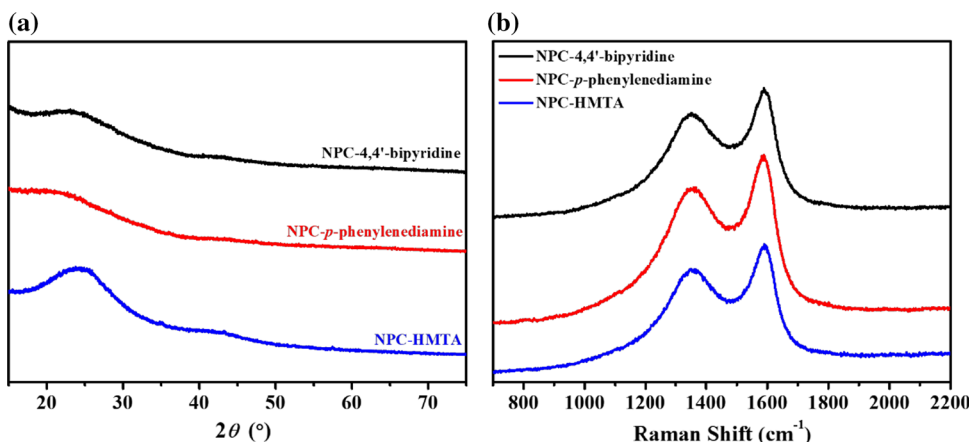 (a)
NPC-4,4'-bipyridine
NPC-p-phenylenediamine
NPC-HMTA
20 30 40 50 60 70
2θ (°)
(b)
NPC-4,4'-bipyridine
NPC-p-phenylenediamine
NPC-HMTA
800 1000 1200 1400 1600 1800 2000 2200
Raman Shift (cm-1)